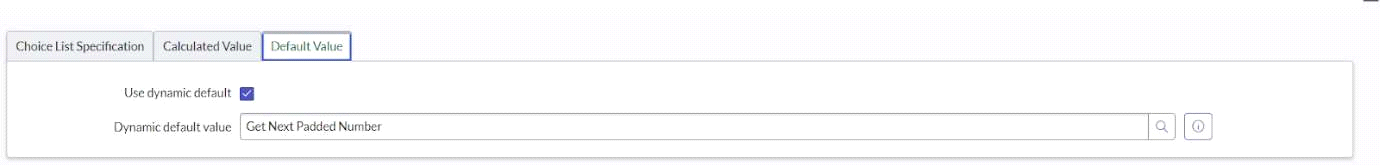 Choice List Specification Calculated Value Default Value
Use dynamic default
Dynamic default value Get Next Padded Number